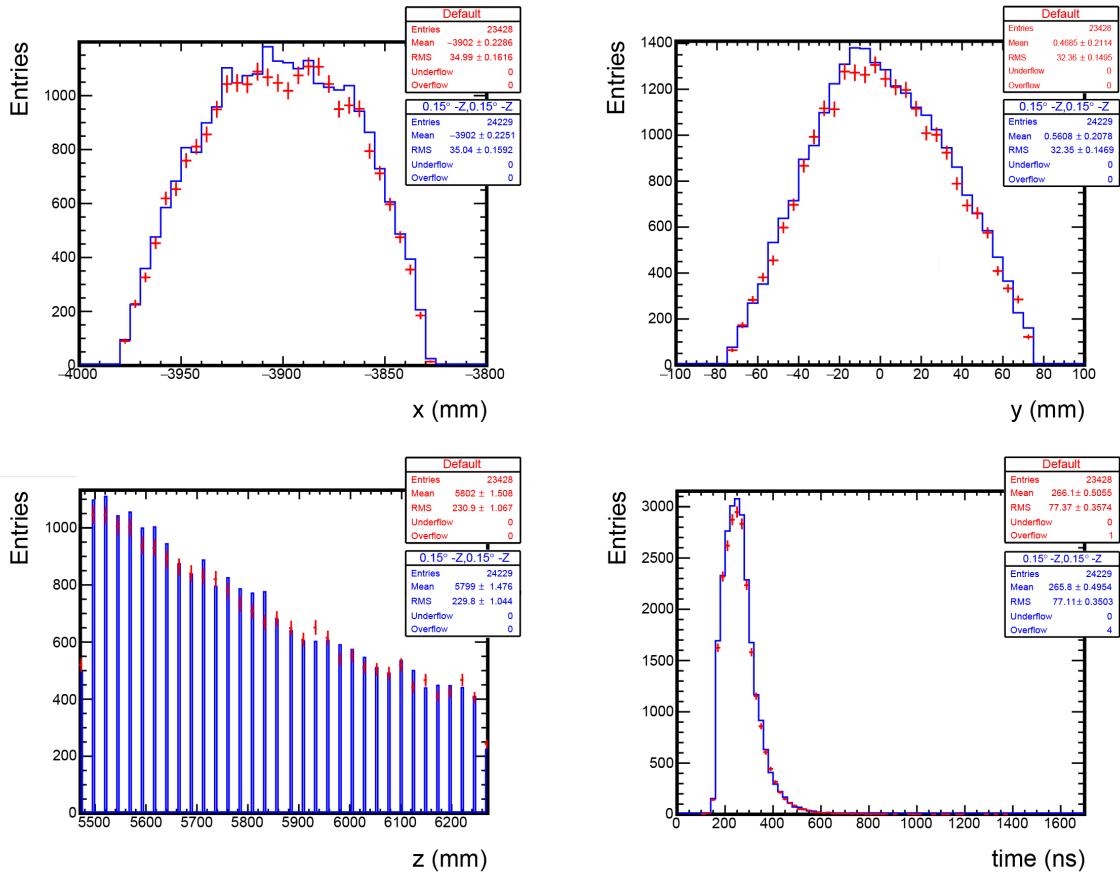 Entries
1000
800
600
400
200
0
−4000
−3950
−3900
−3850
−3800
x (mm)
Default
Entries 23428
Mean −3902 ± 0.2286
RMS 34.99 ± 0.1616
Underflow 0
Overflow 0
0.15° -Z,0.15° -Z
Entries 24229
Mean −3902 ± 0.2251
RMS 35.04 ± 0.1592
Underflow 0
Overflow 0
Entries
1400
1200
1000
800
600
400
200
0
−100
−80
−60
−40
−20
0
20
40
60
80
100
y (mm)
Default
Entries 23428
Mean 0.4685 ± 0.2114
RMS 32.36 ± 0.1495
Underflow 0
Overflow 0
0.15° -Z,0.15° -Z
Entries 24229
Mean 0.5608 ± 0.2078
RMS 32.35 ± 0.1469
Underflow 0
Overflow 0
Entries
1000
800
600
400
200
0
5500
5600
5700
5800
5900
6000
6100
6200
z (mm)
Default
Entries 23428
Mean 5802 ± 1.508
RMS 230.9 ± 1.067
Underflow 0
Overflow 0
0.15° -Z,0.15° -Z
Entries 24229
Mean 5799 ± 1.476
RMS 229.8 ± 1.044
Underflow 0
Overflow 0
Entries
3000
2500
2000
1500
1000
500
0
0
200
400
600
800
1000
1200
1400
1600
time (ns)
Default
Entries 23428
Mean 266.1 ± 0.5055
RMS 77.37 ± 0.3574
Underflow 0
Overflow 1
0.15° -Z,0.15° -Z
Entries 24229
Mean 265.8 ± 0.4954
RMS 77.11 ± 0.3503
Underflow 0
Overflow 4